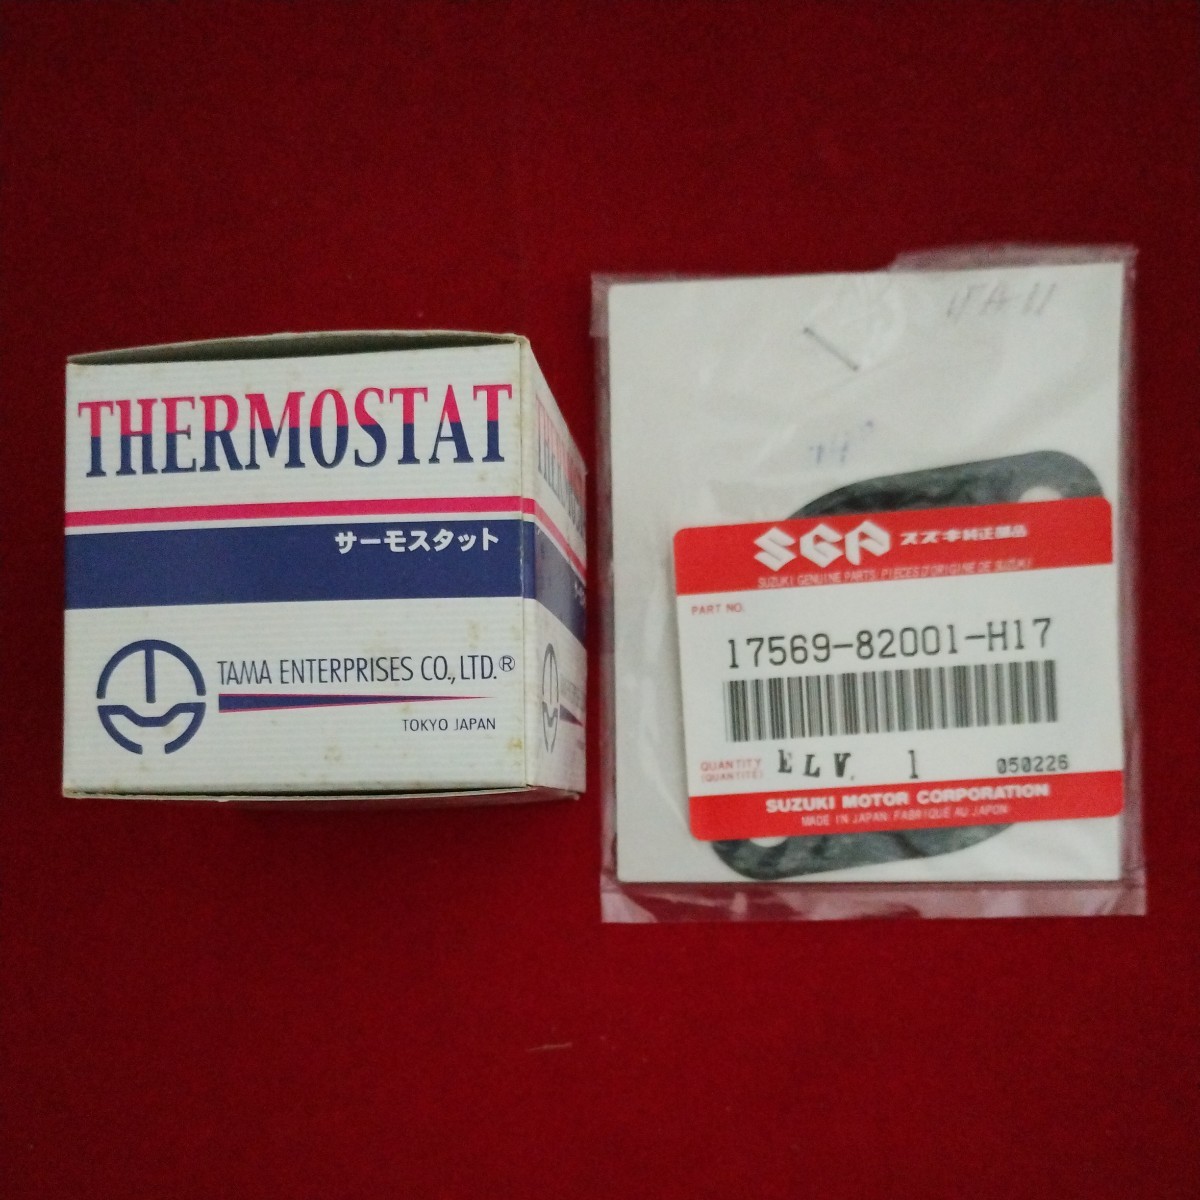 THERMOSTAT
サーモスタット
TAMA ENTERPRISES CO., LTD.®
TOKYO JAPAN
SGP スズキ純正部品
SUZUKI GENUINE PARTS/PIECES D'ORIGINE DE SUZUKI
PART NO.
17569-82001-H17
QUANTITY
(QUANTITÉ)
ELV. 1 050226
SUZUKI MOTOR CORPORATION
MADE IN JAPAN/FABRIQUE AU JAPON